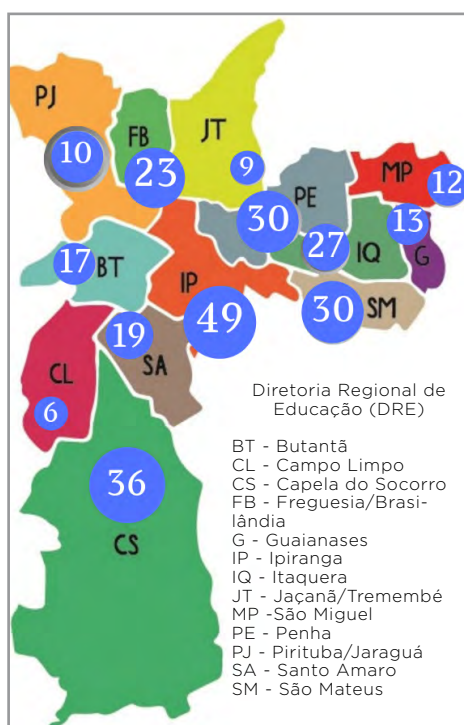 PJ
10
FB
23
JT
9
PE
30
MP
12
13
27
IQ
G
17
BT
IP
49
30
SM
19
SA
CL
6
36
CS
Diretoria Regional de
Educação (DRE)
BT - Butantã
CL - Campo Limpo
CS - Capela do Socorro
FB - Freguesia/Brasi-
lândia
G - Guaianases
IP - Ipiranga
IQ - Itaquera
JT - Jaçanã/Tremembé
MP -São Miguel
PE - Penha
PJ - Pirituba/Jaraguá
SA - Santo Amaro
SM - São Mateus